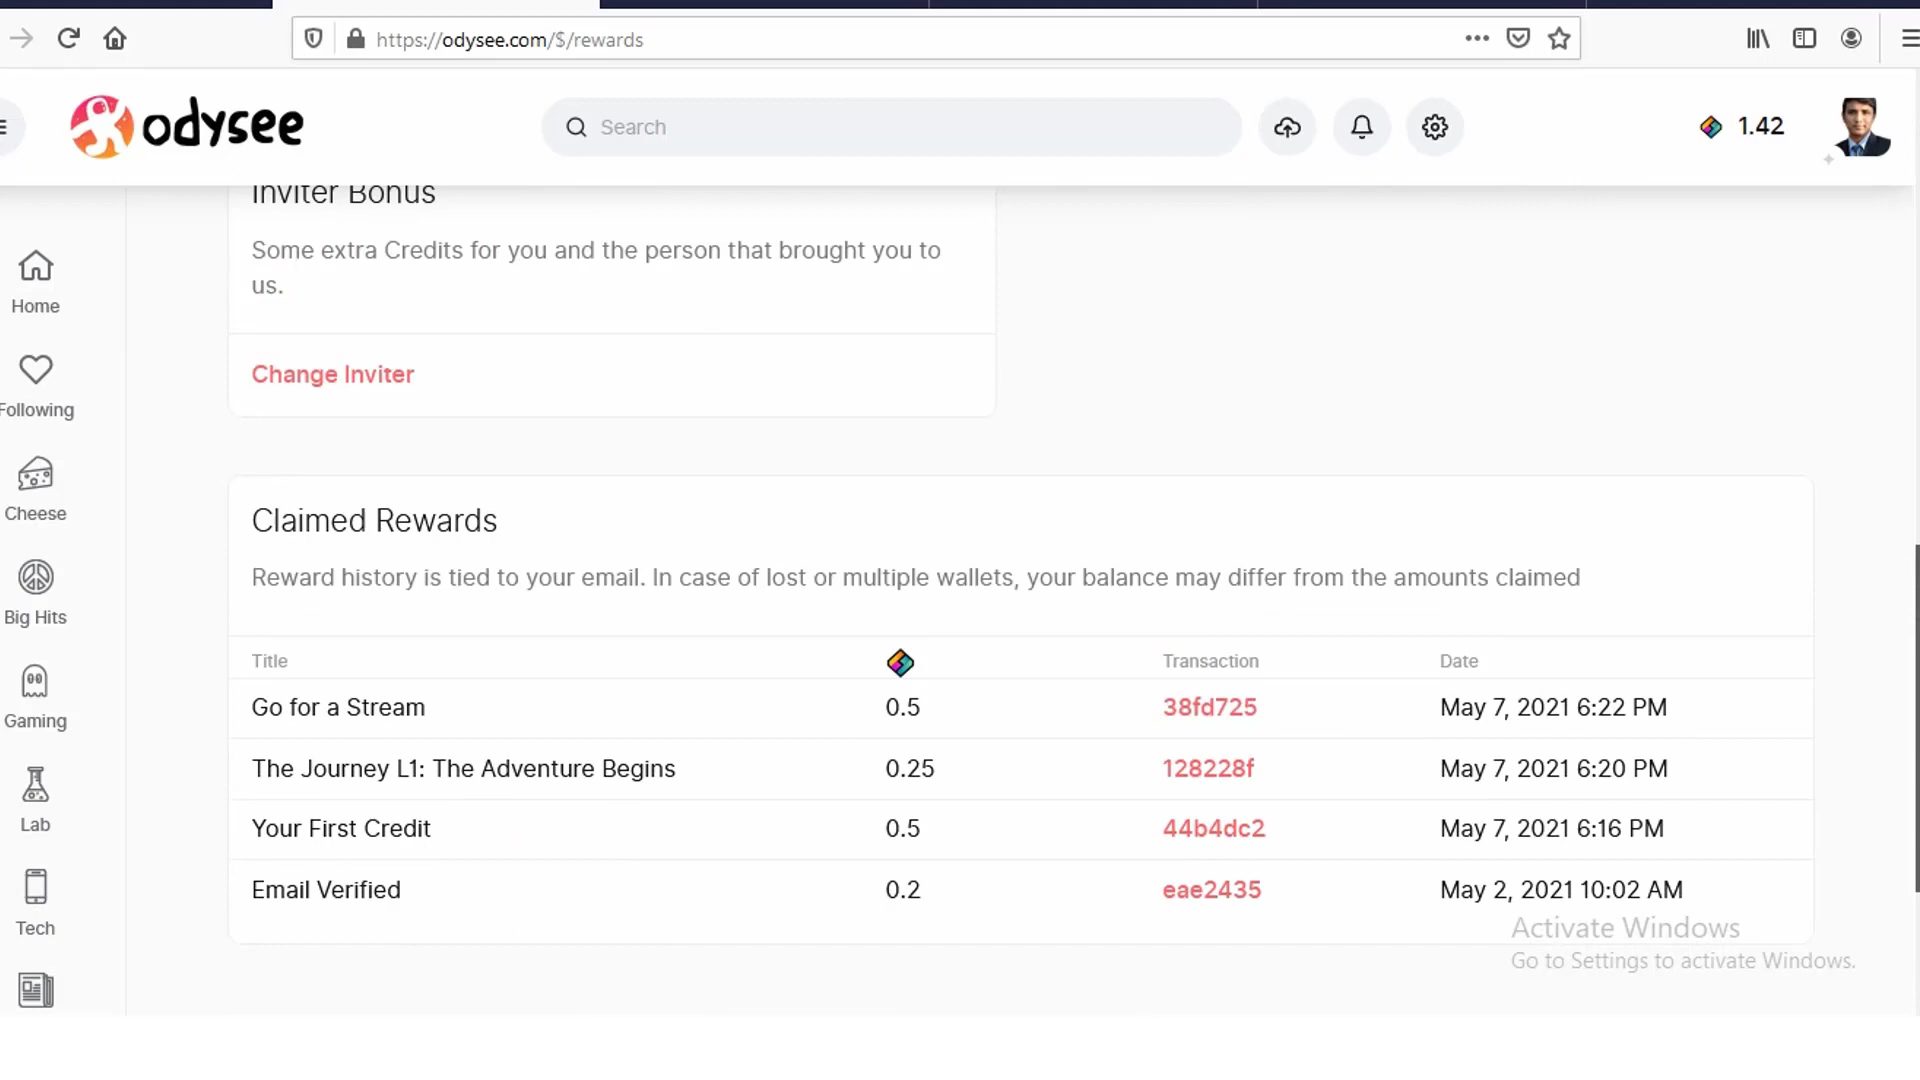 https://odysee.com/$/rewards
odysee
Search
1.42
Inviter Bonus
Some extra Credits for you and the person that brought you to
us.
Change Inviter
Home
Following
Cheese
Big Hits
Gaming
Lab
Tech
Claimed Rewards
Reward history is tied to your email. In case of lost or multiple wallets, your balance may differ from the amounts claimed
Title Transaction Date
Go for a Stream 0.5 38fd725 May 7, 2021 6:22 PM
The Journey L1: The Adventure Begins 0.25 128228f May 7, 2021 6:20 PM
Your First Credit 0.5 44b4dc2 May 7, 2021 6:16 PM
Email Verified 0.2 eae2435 May 2, 2021 10:02 AM
Activate Windows
Go to Settings to activate Windows.